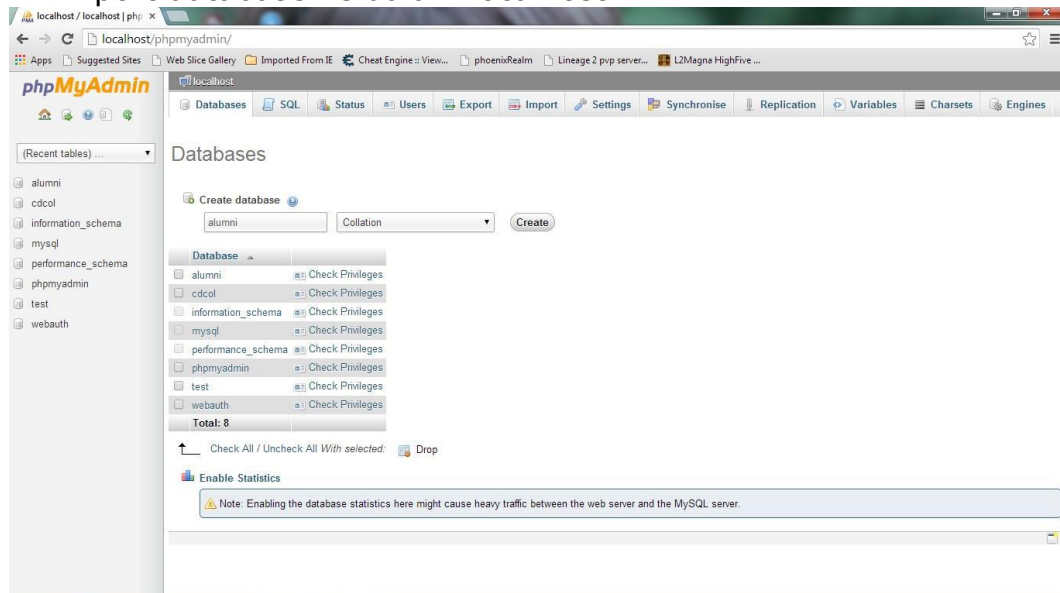 localhost / localhost | php
localhost/phpmyadmin/
Apps Suggested Sites Web Slice Gallery Imported From IE Cheat Engine :: View... phoenixRealm Lineage 2 pvp server... L2Magna HighFive ...
phpMyAdmin
(Recent tables) ...
alumni
cdcol
information_schema
mysql
performance_schema
phpmyadmin
test
webauth
localhost
Databases SQL Status Users Export Import Settings Synchronise Replication Variables Charsets Engines
Databases
Create database
alumni Collation Create
Database
alumni Check Privileges
cdcol Check Privileges
information_schema Check Privileges
mysql Check Privileges
performance_schema Check Privileges
phpmyadmin Check Privileges
test Check Privileges
webauth Check Privileges
Total: 8
Check All / Uncheck All With selected: Drop
Enable Statistics
Note: Enabling the database statistics here might cause heavy traffic between the web server and the MySQL server.